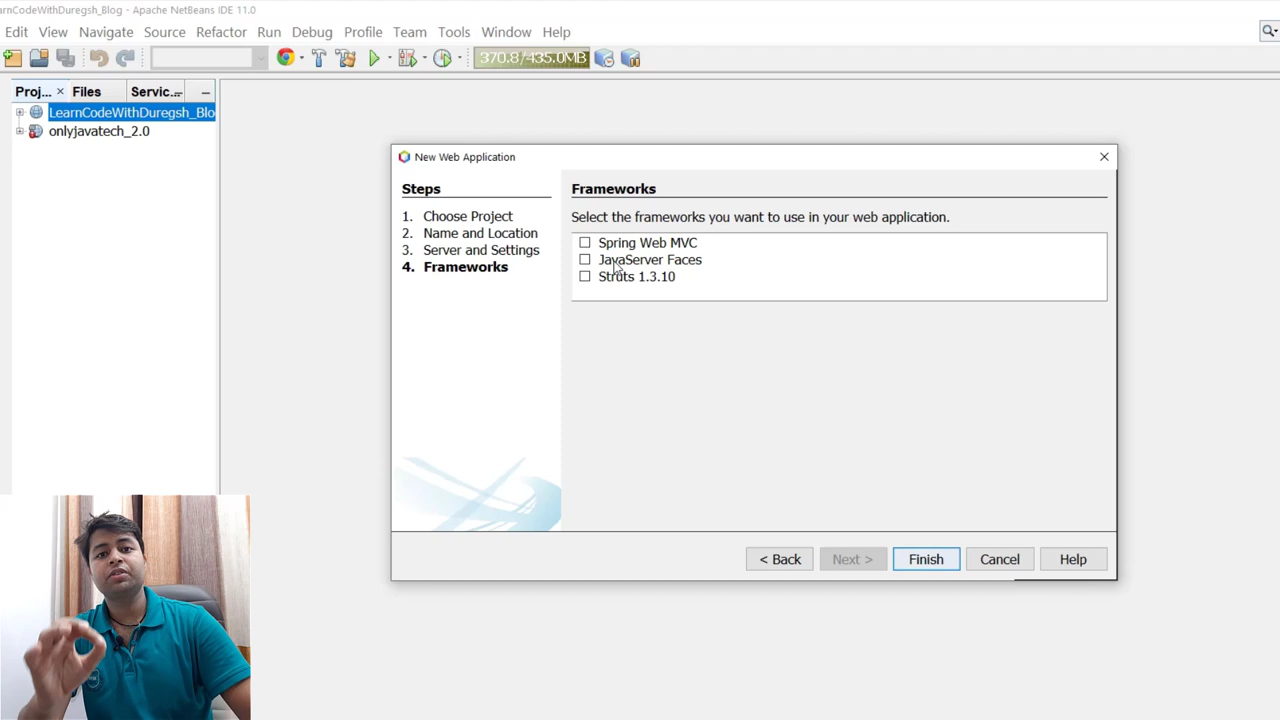 earnCodeWithDuregsh_Blog - Apache NetBeans IDE 11.0
Edit View Navigate Source Refactor Run Debug Profile Team Tools Window Help
370.8/435.0MB
Proj... Files Servic...
LearnCodeWithDuregsh_Blo
onlyjavatech_2.0
New Web Application
Steps
1. Choose Project
2. Name and Location
3. Server and Settings
4. Frameworks
Frameworks
Select the frameworks you want to use in your web application.
Spring Web MVC
JavaServer Faces
Struts 1.3.10
< Back Next > Finish Cancel Help